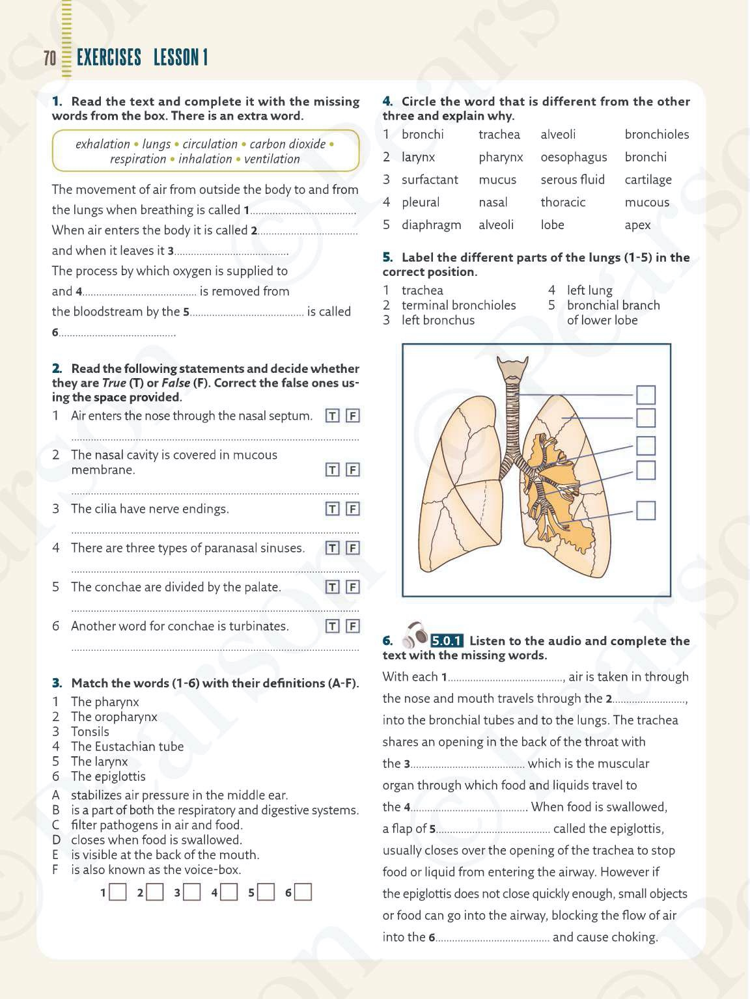 70 EXERCISES LESSON 1
1. Read the text and complete it with the missing
words from the box. There is an extra word.
exhalation • lungs • circulation • carbon dioxide •
respiration • inhalation • ventilation
The movement of air from outside the body to and from
the lungs when breathing is called 1......................................
When air enters the body it is called 2....................................
and when it leaves it 3.........................................
The process by which oxygen is supplied to
and 4......................................... is removed from
the bloodstream by the 5......................................... is called
6..........................................
2. Read the following statements and decide whether
they are True (T) or False (F). Correct the false ones us-
ing the space provided.
1 Air enters the nose through the nasal septum. T F
2 The nasal cavity is covered in mucous
membrane. T F
3 The cilia have nerve endings. T F
4 There are three types of paranasal sinuses. T F
5 The conchae are divided by the palate. T F
6 Another word for conchae is turbinates. T F
3. Match the words (1-6) with their definitions (A-F).
1 The pharynx
2 The oropharynx
3 Tonsils
4 The Eustachian tube
5 The larynx
6 The epiglottis
A stabilizes air pressure in the middle ear.
B is a part of both the respiratory and digestive systems.
C filter pathogens in air and food.
D closes when food is swallowed.
E is visible at the back of the mouth.
F is also known as the voice-box.
1 2 3 4 5 6
4. Circle the word that is different from the other
three and explain why.
1 bronchi trachea alveoli bronchioles
2 larynx pharynx oesophagus bronchi
3 surfactant mucus serous fluid cartilage
4 pleural nasal thoracic mucous
5 diaphragm alveoli lobe apex
5. Label the different parts of the lungs (1-5) in the
correct position.
1 trachea 4 left lung
2 terminal bronchioles 5 bronchial branch
3 left bronchus of lower lobe
6. 5.0.1 Listen to the audio and complete the
text with the missing words.
With each 1........................................., air is taken in through
the nose and mouth travels through the 2..........................,
into the bronchial tubes and to the lungs. The trachea
shares an opening in the back of the throat with
the 3......................................... which is the muscular
organ through which food and liquids travel to
the 4.......................................... When food is swallowed,
a flap of 5......................................... called the epiglottis,
usually closes over the opening of the trachea to stop
food or liquid from entering the airway. However if
the epiglottis does not close quickly enough, small objects
or food can go into the airway, blocking the flow of air
into the 6......................................... and cause choking.
© Pearson